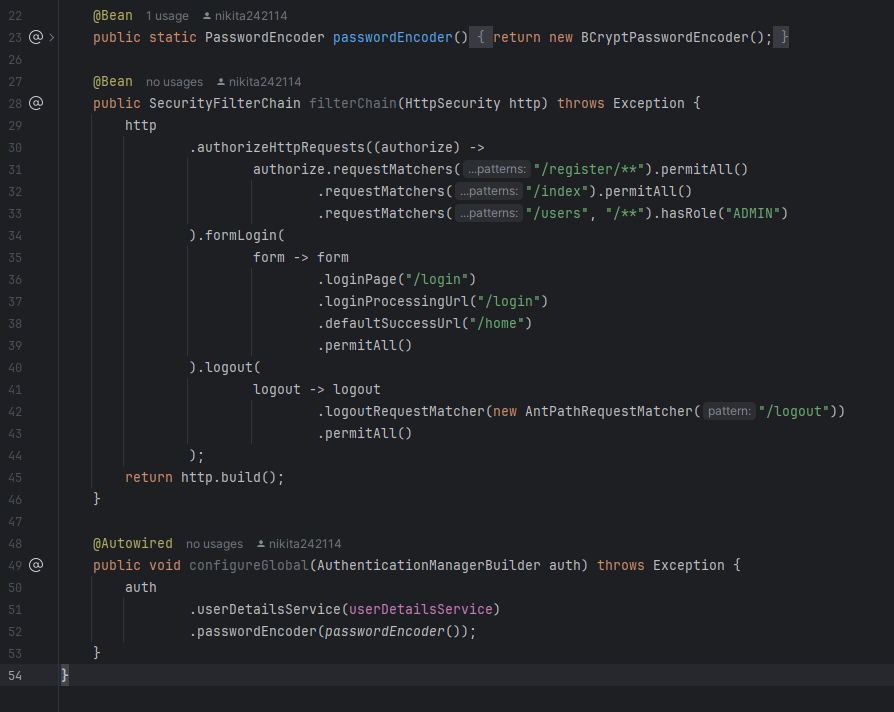 22 @Bean 1 usage nikita242114
23 public static PasswordEncoder passwordEncoder() { return new BCryptPasswordEncoder(); }
26
27 @Bean no usages nikita242114
28 public SecurityFilterChain filterChain(HttpSecurity http) throws Exception {
29 http
30 .authorizeHttpRequests((authorize) ->
31 authorize.requestMatchers( ...patterns: "/register/**").permitAll()
32 .requestMatchers( ...patterns: "/index").permitAll()
33 .requestMatchers( ...patterns: "/users", "/**").hasRole("ADMIN")
34 ).formLogin(
35 form -> form
36 .loginPage("/login")
37 .loginProcessingUrl("/login")
38 .defaultSuccessUrl("/home")
39 .permitAll()
40 ).logout(
41 logout -> logout
42 .logoutRequestMatcher(new AntPathRequestMatcher( pattern: "/logout"))
43 .permitAll()
44 );
45 return http.build();
46 }
47
48 @Autowired no usages nikita242114
49 public void configureGlobal(AuthenticationManagerBuilder auth) throws Exception {
50 auth
51 .userDetailsService(userDetailsService)
52 .passwordEncoder(passwordEncoder());
53 }
54 }